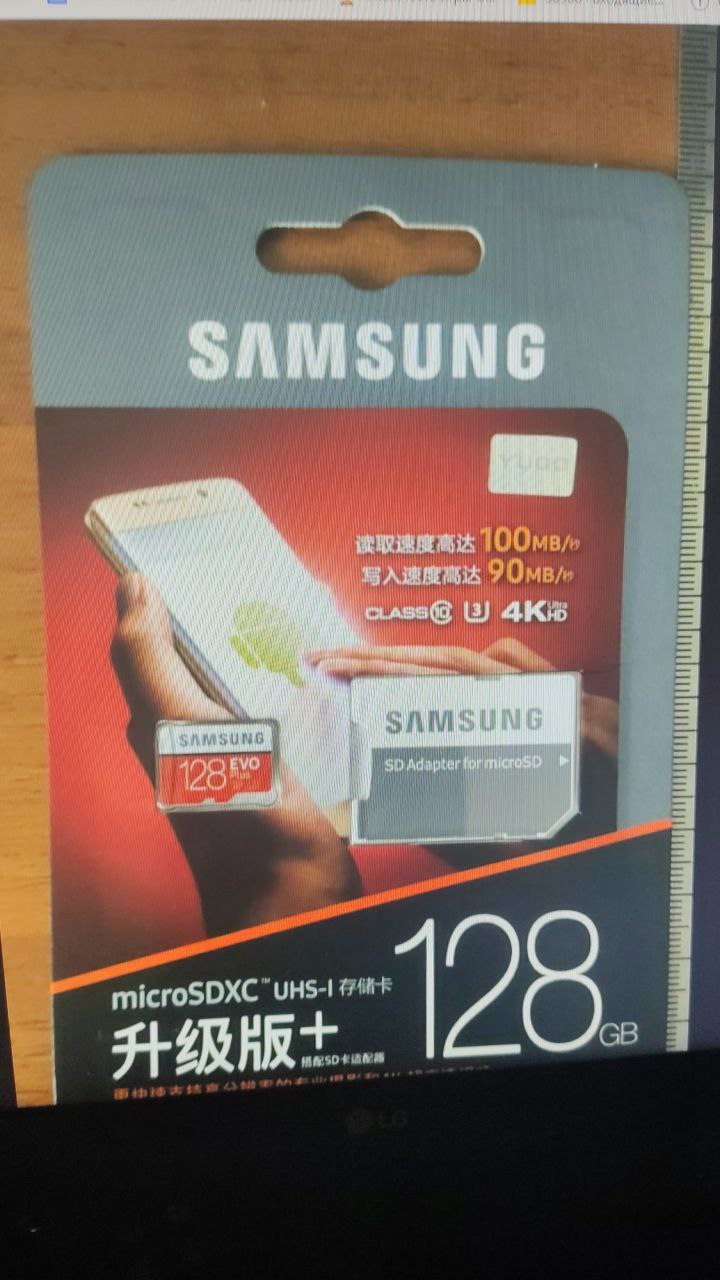 SAMSUNG
读取速度高达 100MB/秒
写入速度高达 90MB/秒
CLASS 10 U3 4K Ultra HD
SAMSUNG
SD Adapter for microSD
SAMSUNG
128 EVO Plus
microSDXC™ UHS-I 存储卡
升级版+
搭配SD卡适配器
128GB
LG